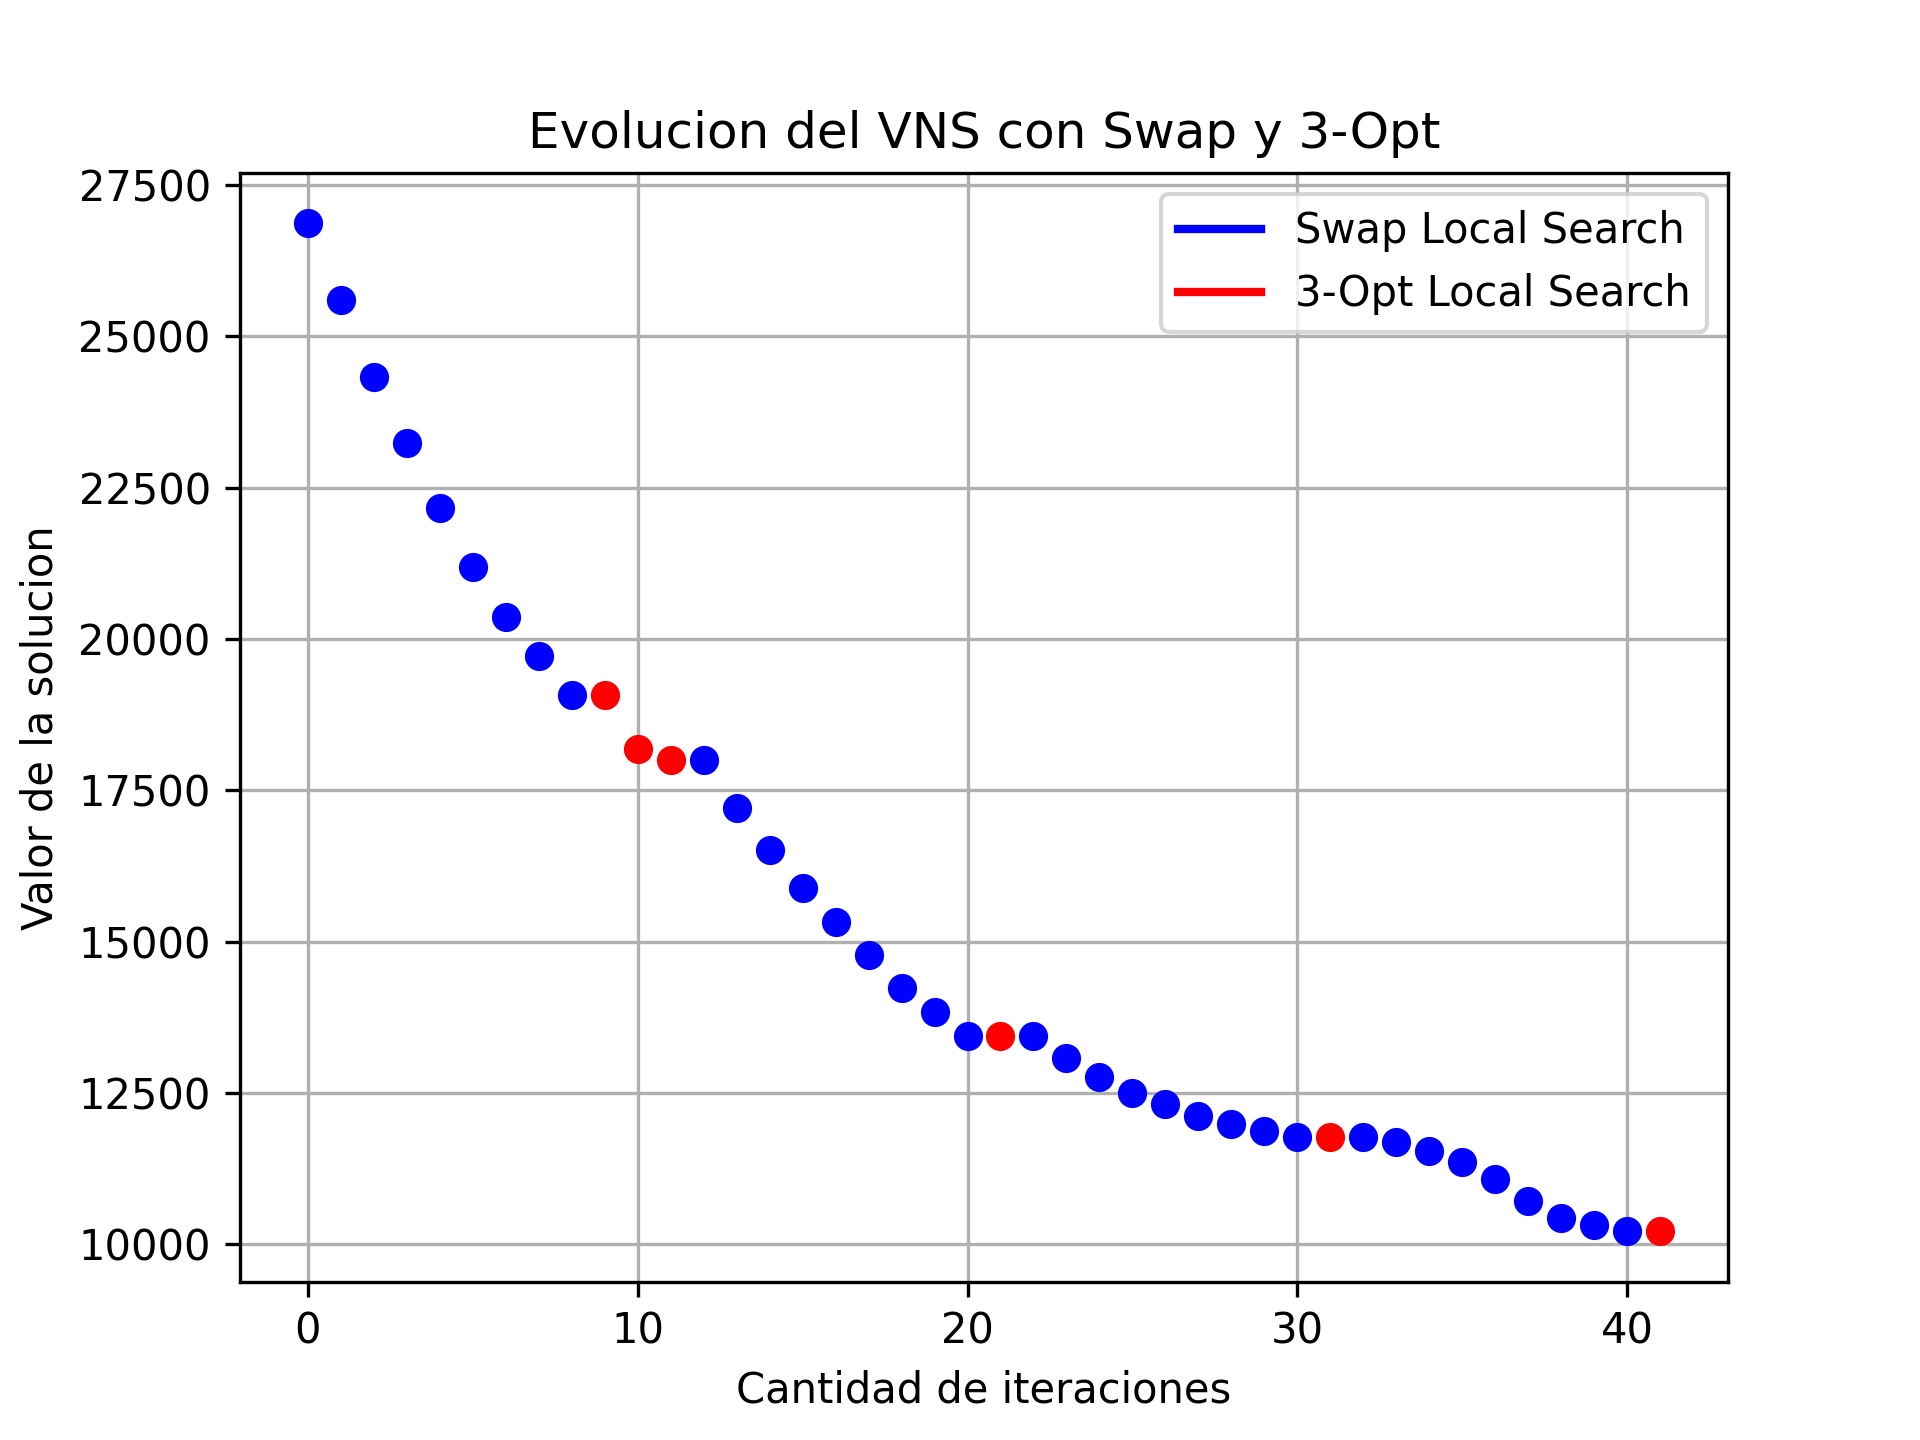 Evolucion del VNS con Swap y 3-Opt
27500
25000
22500
20000
17500
15000
12500
10000
Valor de la solucion
Swap Local Search
3-Opt Local Search
0 10 20 30 40
Cantidad de iteraciones